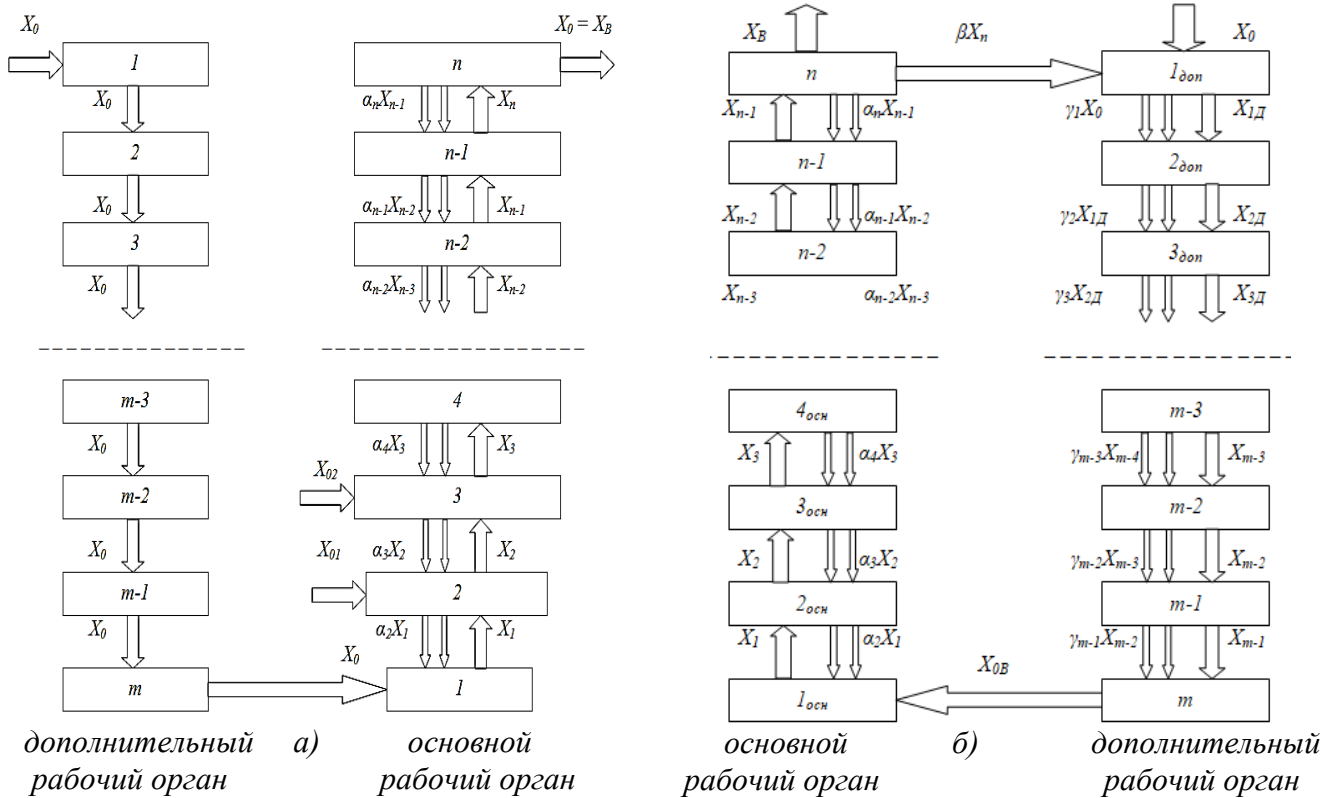 X₀
1
X₀
2
X₀
3
X₀
m-3
X₀
m-2
X₀
m-1
X₀
m
X₀
X₀ = X_В
n
αₙXₙ₋₁ Xₙ
n-1
αₙ₋₁Xₙ₋₂ Xₙ₋₁
n-2
αₙ₋₂Xₙ₋₃ Xₙ₋₂
4
α₄X₃ X₃
X₀₂
3
X₀₁ α₃X₂ X₂
2
α₂X₁ X₁
1
дополнительный а) основной
рабочий орган рабочий орган
X_В βXₙ X₀
n
Xₙ₋₁ αₙXₙ₋₁
n-1
Xₙ₋₂ αₙ₋₁Xₙ₋₂
n-2
Xₙ₋₃ αₙ₋₂Xₙ₋₃
4осн
X₃ α₄X₃
3осн
X₂ α₃X₂
2осн
X₁ α₂X₁
1осн
X₀В
1доп
γ₁X₀ X₁Д
2доп
γ₂X₁Д X₂Д
3доп
γ₃X₂Д X₃Д
m-3
γₘ₋₃Xₘ₋₄ Xₘ₋₃
m-2
γₘ₋₂Xₘ₋₃ Xₘ₋₂
m-1
γₘ₋₁Xₘ₋₂ Xₘ₋₁
m
основной б) дополнительный
рабочий орган рабочий орган